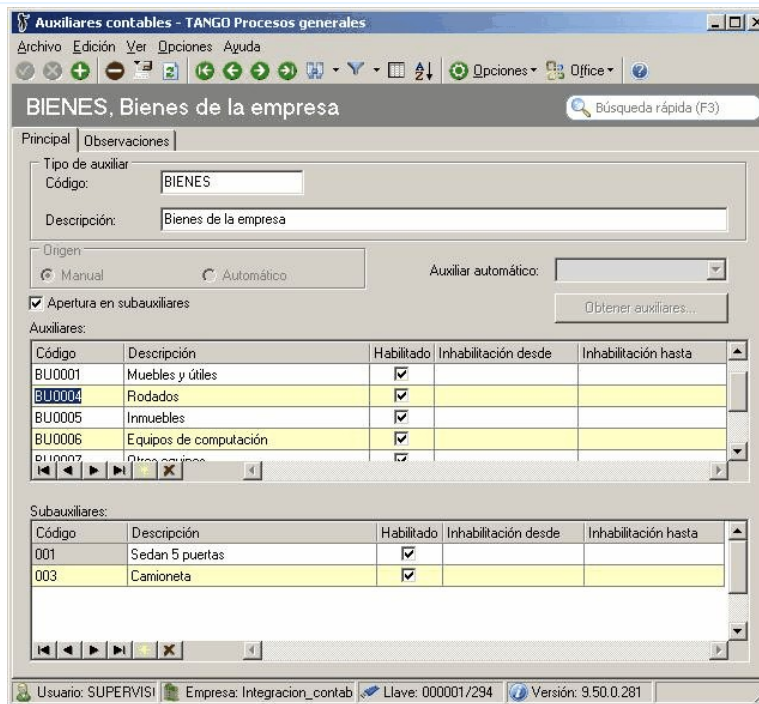 Auxiliares contables - TANGO Procesos generales
Archivo Edición Ver Opciones Ayuda
Opciones Office
BIENES, Bienes de la empresa
Búsqueda rápida (F3)
Principal Observaciones
Tipo de auxiliar
Código: BIENES
Descripción: Bienes de la empresa
Origen
Manual Automático
Auxiliar automático:
Apertura en subauxiliares
Obtener auxiliares...
Auxiliares:
Código Descripción Habilitado Inhabilitación desde Inhabilitación hasta
BU0001 Muebles y útiles
BU0004 Rodados
BU0005 Inmuebles
BU0006 Equipos de computación
BU0007 Otros equipos
Subauxiliares:
Código Descripción Habilitado Inhabilitación desde Inhabilitación hasta
001 Sedan 5 puertas
003 Camioneta
Usuario: SUPERVISI Empresa: Integracion_contab Llave: 000001/294 Versión: 9.50.0.281